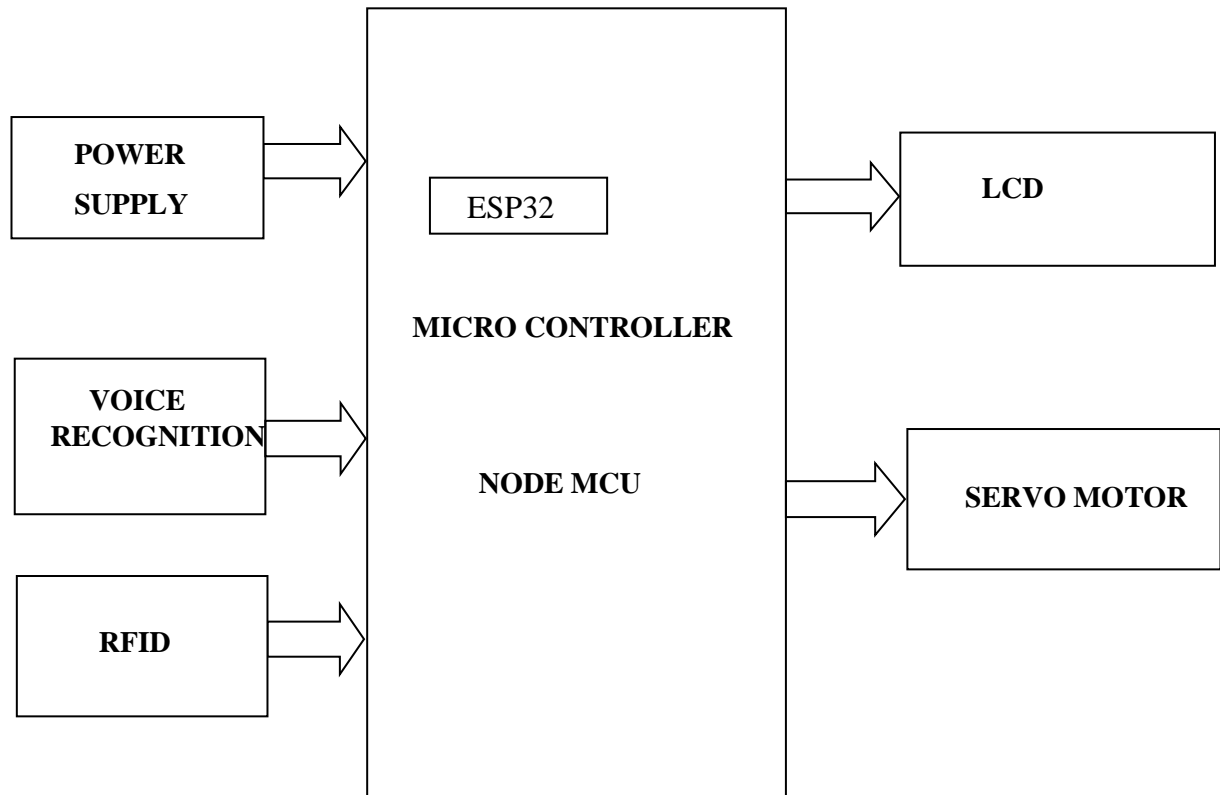 POWER
SUPPLY
VOICE
RECOGNITION
RFID
ESP32
MICRO CONTROLLER
NODE MCU
LCD
SERVO MOTOR